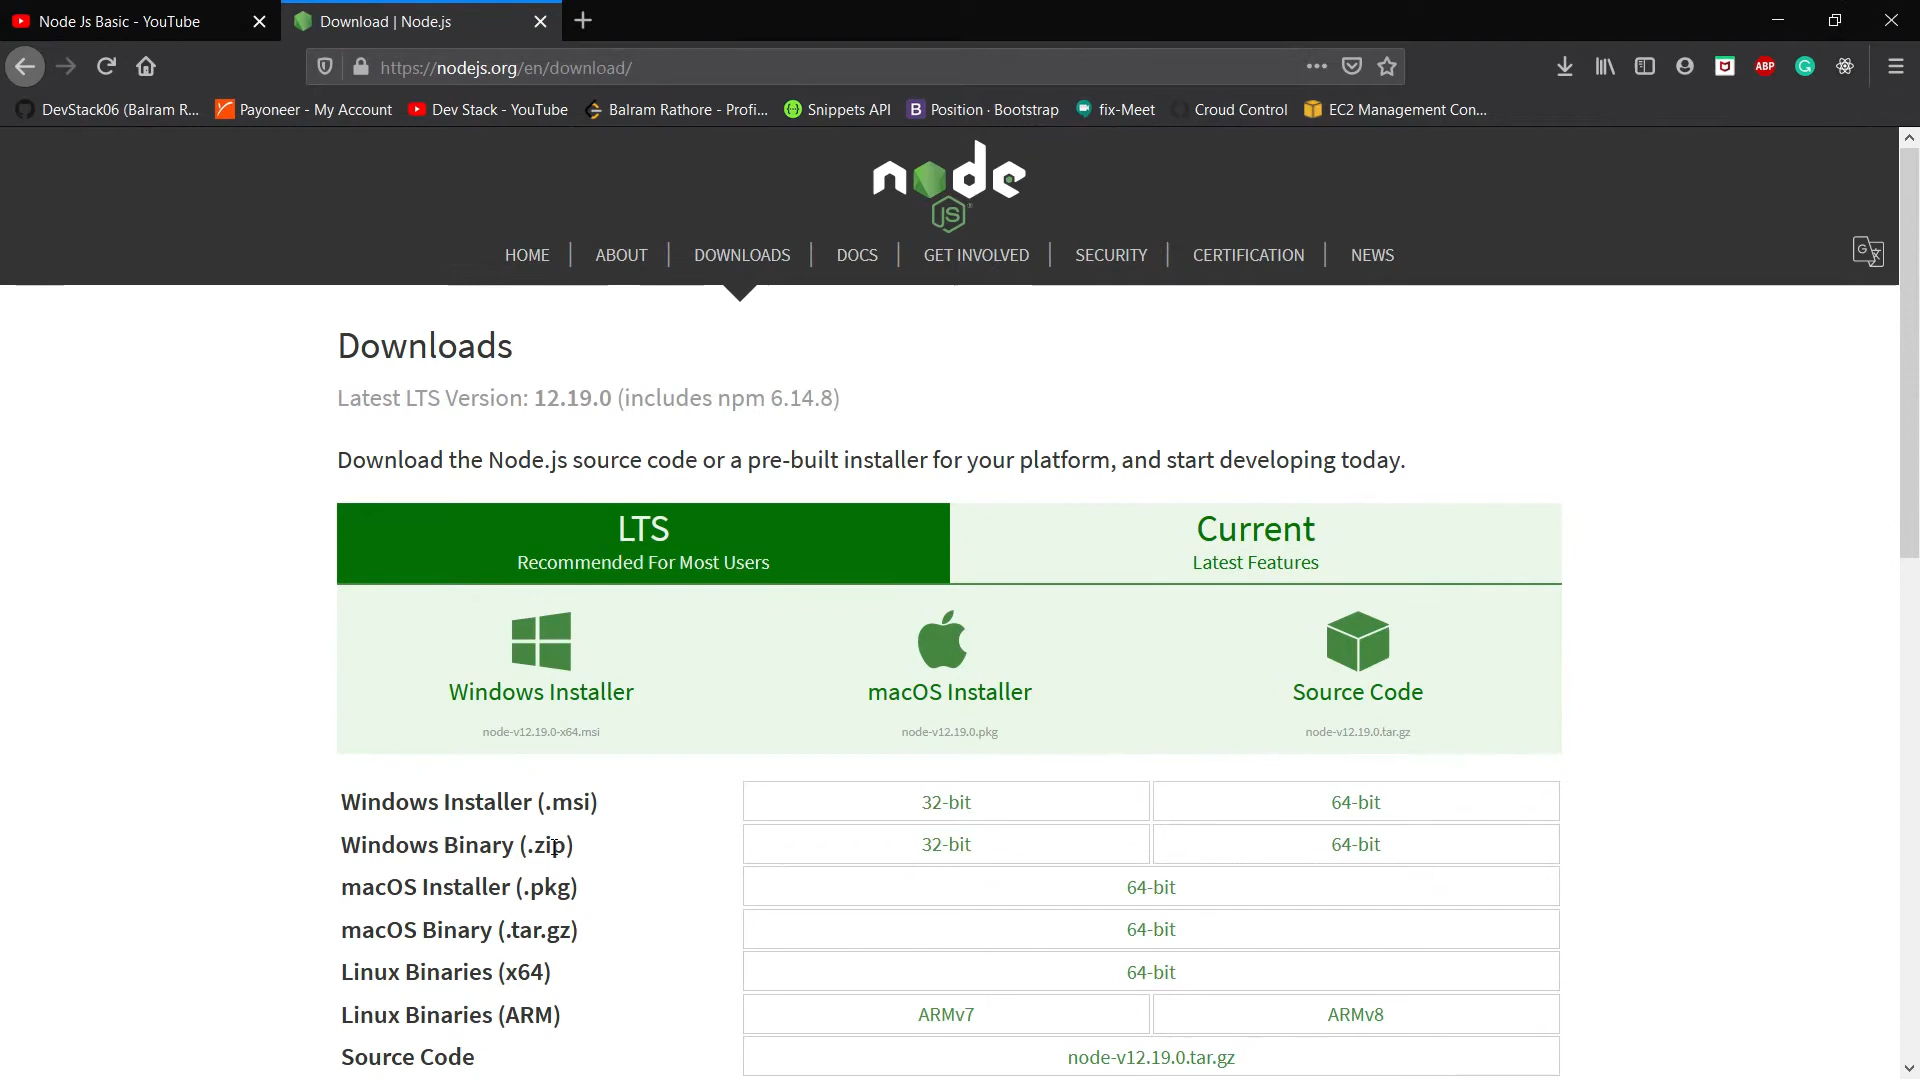 Node Js Basic - YouTube
Download | Node.js
https://nodejs.org/en/download/
ABP
DevStack06 (Balram R...
Payoneer - My Account
Dev Stack - YouTube
Balram Rathore - Profi...
Snippets API
B
Position · Bootstrap
fix-Meet
Croud Control
EC2 Management Con...
node
JS
HOME
ABOUT
DOWNLOADS
DOCS
GET INVOLVED
SECURITY
CERTIFICATION
NEWS
Downloads
Latest LTS Version: 12.19.0 (includes npm 6.14.8)
Download the Node.js source code or a pre-built installer for your platform, and start developing today.
LTS
Recommended For Most Users
Current
Latest Features
Windows Installer
node-v12.19.0-x64.msi
macOS Installer
node-v12.19.0.pkg
Source Code
node-v12.19.0.tar.gz
Windows Installer (.msi) 32-bit 64-bit
Windows Binary (.zip) 32-bit 64-bit
macOS Installer (.pkg) 64-bit
macOS Binary (.tar.gz) 64-bit
Linux Binaries (x64) 64-bit
Linux Binaries (ARM) ARMv7 ARMv8
Source Code node-v12.19.0.tar.gz